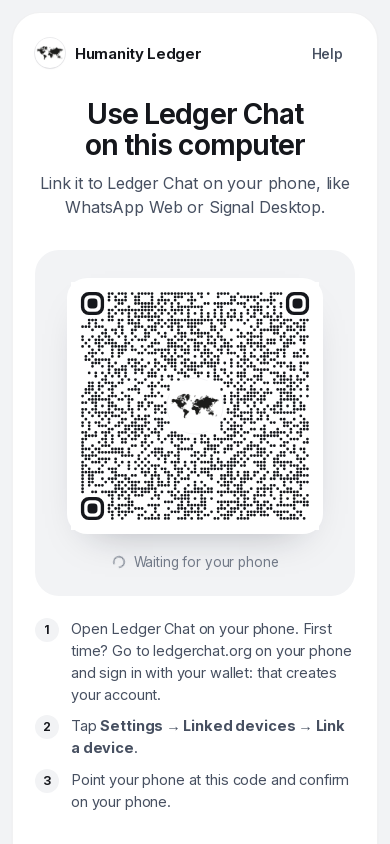 Humanity Ledger
Help
Use Ledger Chat
on this computer
Link it to Ledger Chat on your phone, like
WhatsApp Web or Signal Desktop.
Waiting for your phone
1 Open Ledger Chat on your phone. First
time? Go to ledgerchat.org on your phone
and sign in with your wallet: that creates
your account.
2 Tap Settings → Linked devices → Link
a device.
3 Point your phone at this code and confirm
on your phone.